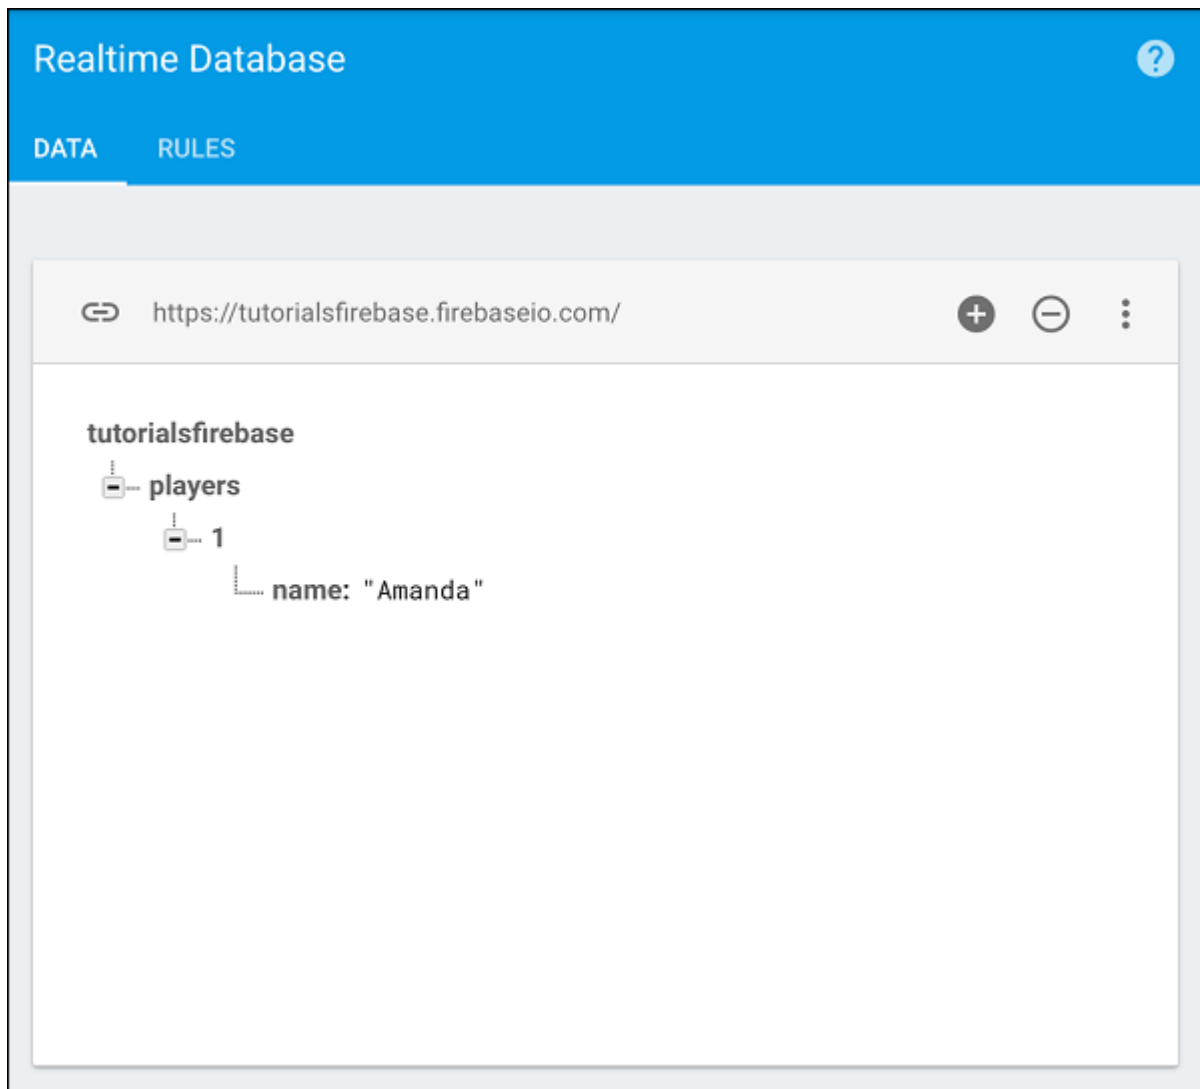 Realtime Database
DATA RULES
https://tutorialsfirebase.firebaseio.com/
tutorialsfirebase
players
1
name: "Amanda"